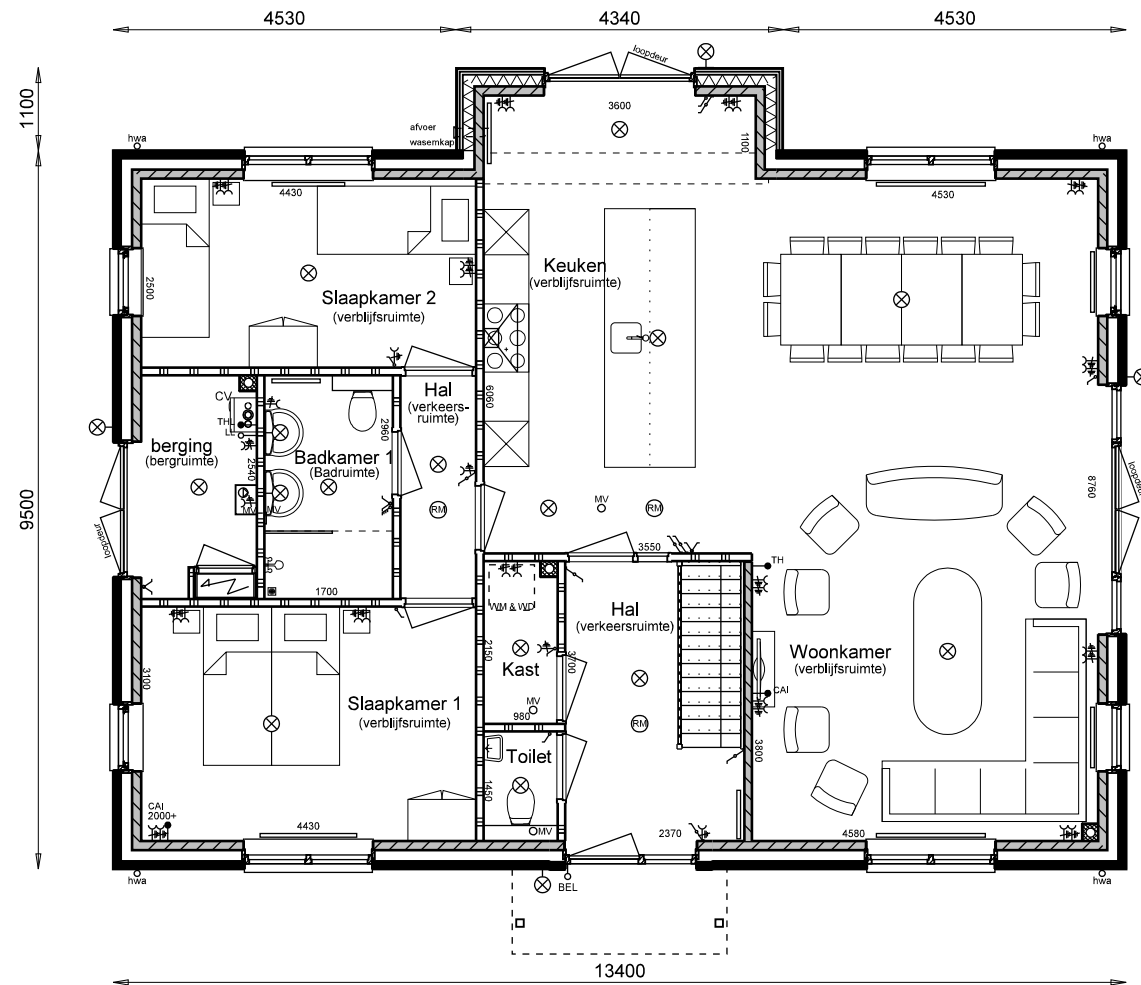 4530
4340
4530
1100
9500
loopdeur
3600
1100
afvoer
wasemkap
hwa
hwa
4430
4530
2500
Slaapkamer 2
(verblijfsruimte)
Keuken
(verblijfsruimte)
6060
Hal
(verkeers-
ruimte)
CV
THL
LL
berging
(bergruimte)
2540
2960
Badkamer 1
(Badruimte)
MV
MV
RM
MV
RM
loopdeur
8760
loopdeur
1700
3550
TH
WM & WD
Hal
(verkeersruimte)
2150
3700
Kast
MV
980
RM
Woonkamer
(verblijfsruimte)
CAI
3100
Slaapkamer 1
(verblijfsruimte)
3800
Toilet
1450
MV
CAI
2000+
4430
2370
4580
hwa
BEL
hwa
13400